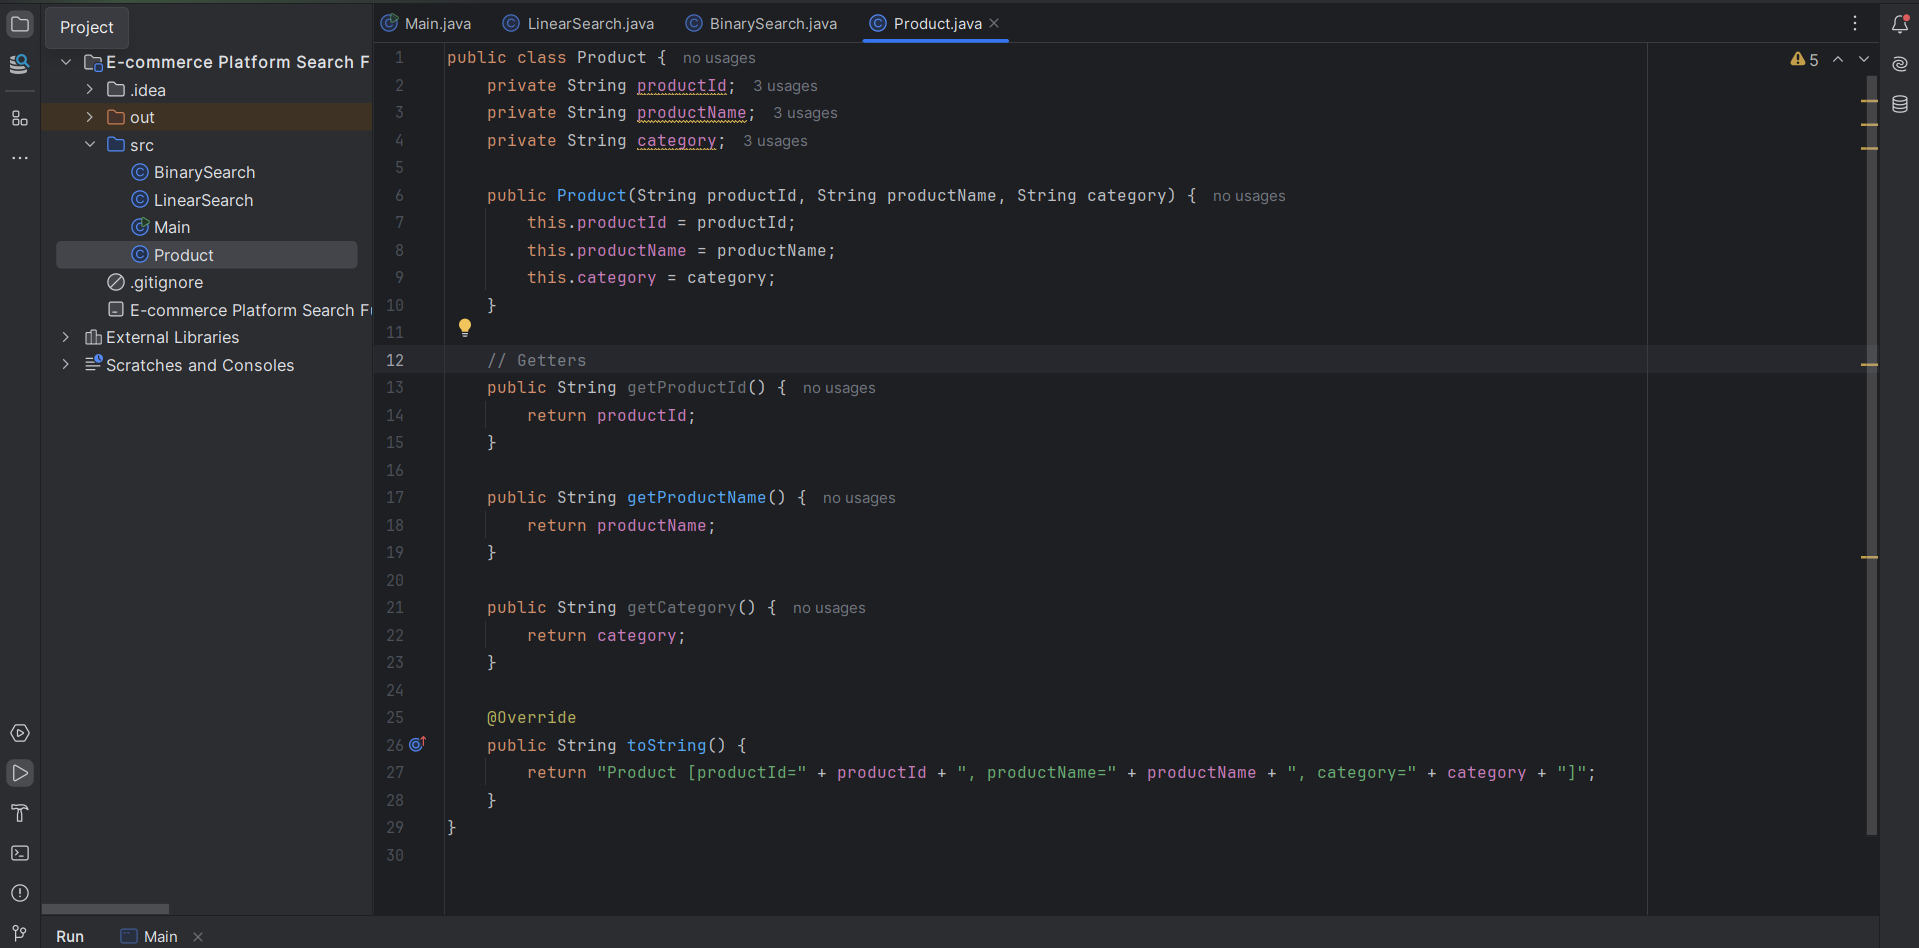 Project
E-commerce Platform Search F
.idea
out
src
BinarySearch
LinearSearch
Main
Product
.gitignore
E-commerce Platform Search Fu
External Libraries
Scratches and Consoles
Main.java LinearSearch.java BinarySearch.java Product.java
5
1 public class Product { no usages
2 private String productId; 3 usages
3 private String productName; 3 usages
4 private String category; 3 usages
5
6 public Product(String productId, String productName, String category) { no usages
7 this.productId = productId;
8 this.productName = productName;
9 this.category = category;
10 }
11
12 // Getters
13 public String getProductId() { no usages
14 return productId;
15 }
16
17 public String getProductName() { no usages
18 return productName;
19 }
20
21 public String getCategory() { no usages
22 return category;
23 }
24
25 @Override
26 public String toString() {
27 return "Product [productId=" + productId + ", productName=" + productName + ", category=" + category + "]";
28 }
29 }
30
Run Main